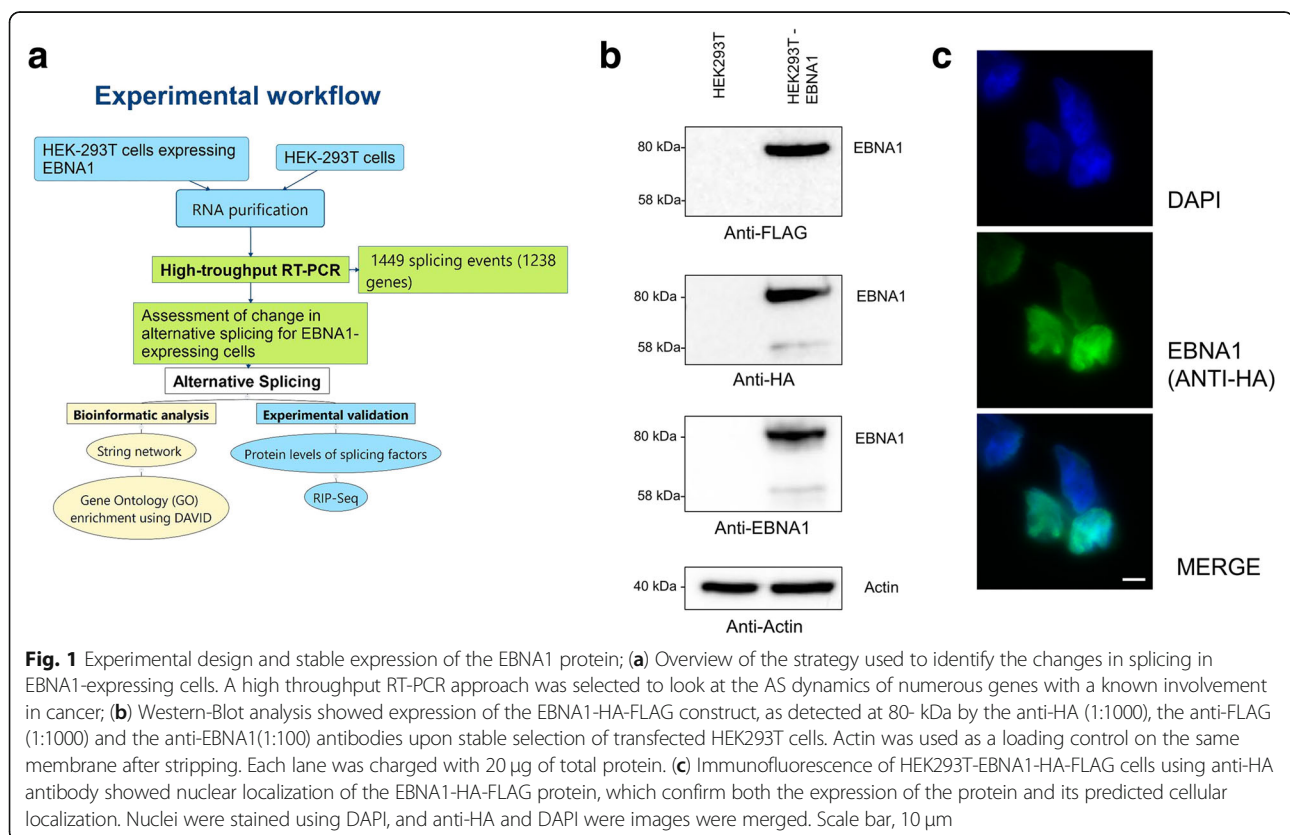 a
Experimental workflow
HEK-293T cells expressing
EBNA1
HEK-293T cells
RNA purification
High-troughput RT-PCR
1449 splicing events (1238
genes)
Assessment of change in
alternative splicing for EBNA1-
expressing cells
Alternative Splicing
Bioinformatic analysis
Experimental validation
String network
Protein levels of splicing factors
Gene Ontology (GO)
enrichment using DAVID
RIP-Seq
b
HEK293T
HEK293T -
EBNA1
80 kDa
EBNA1
58 kDa
Anti-FLAG
80 kDa
EBNA1
58 kDa
Anti-HA
80 kDa
EBNA1
58 kDa
Anti-EBNA1
40 kDa
Actin
Anti-Actin
c
DAPI
EBNA1
(ANTI-HA)
MERGE
Fig. 1 Experimental design and stable expression of the EBNA1 protein; (a) Overview of the strategy used to identify the changes in splicing in
EBNA1-expressing cells. A high throughput RT-PCR approach was selected to look at the AS dynamics of numerous genes with a known involvement
in cancer; (b) Western-Blot analysis showed expression of the EBNA1-HA-FLAG construct, as detected at 80- kDa by the anti-HA (1:1000), the anti-FLAG
(1:1000) and the anti-EBNA1(1:100) antibodies upon stable selection of transfected HEK293T cells. Actin was used as a loading control on the same
membrane after stripping. Each lane was charged with 20 μg of total protein. (c) Immunofluorescence of HEK293T-EBNA1-HA-FLAG cells using anti-HA
antibody showed nuclear localization of the EBNA1-HA-FLAG protein, which confirm both the expression of the protein and its predicted cellular
localization. Nuclei were stained using DAPI, and anti-HA and DAPI were images were merged. Scale bar, 10 μm